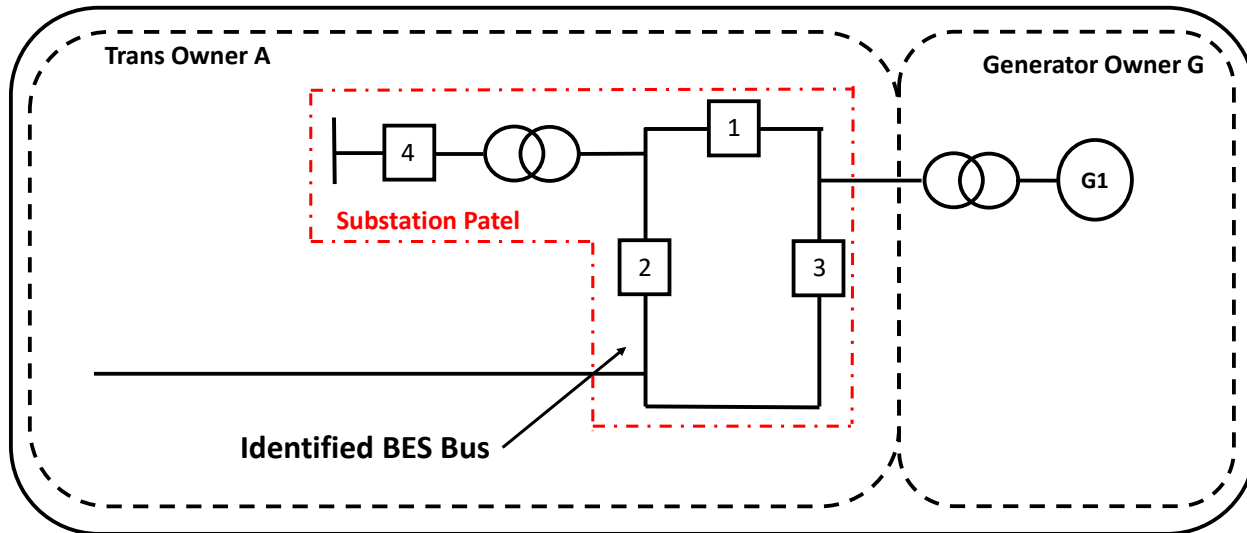 Trans Owner A
Generator Owner G
1
4
G1
Substation Patel
2
3
Identified BES Bus